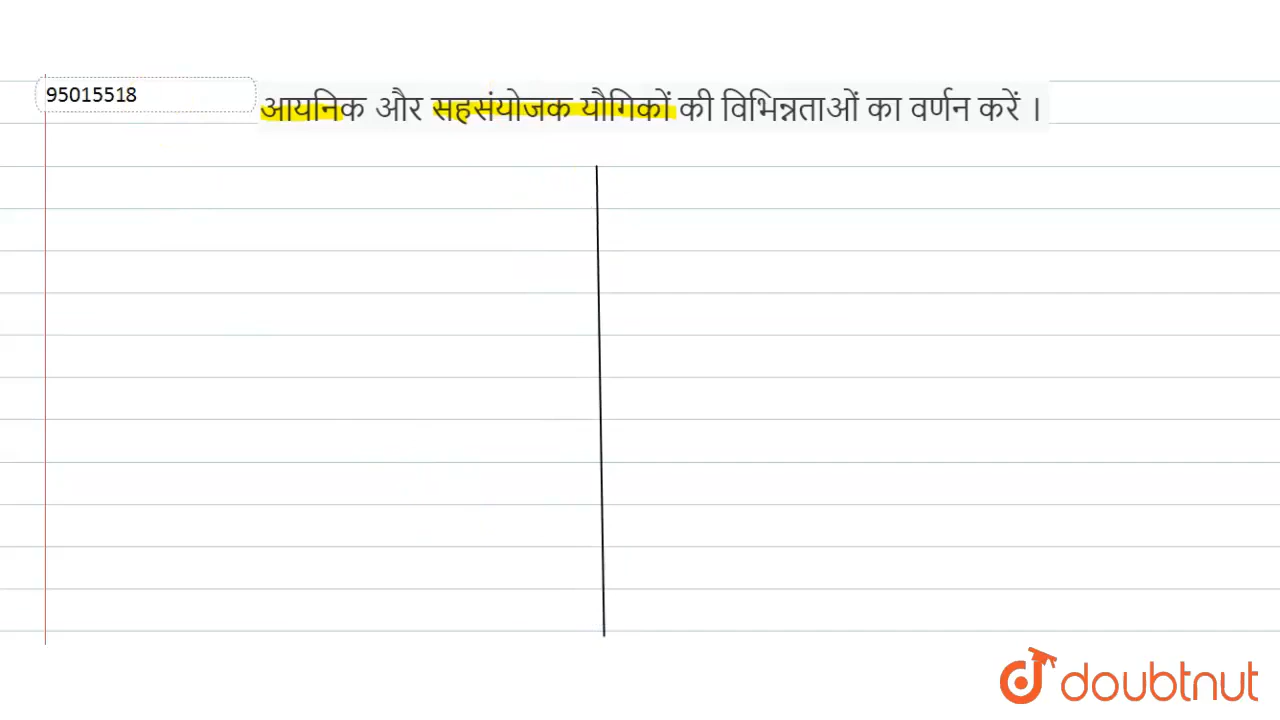 95015518
आयनिक और सहसंयोजक यौगिकों की विभिन्नताओं का वर्णन करें ।
doubtnut